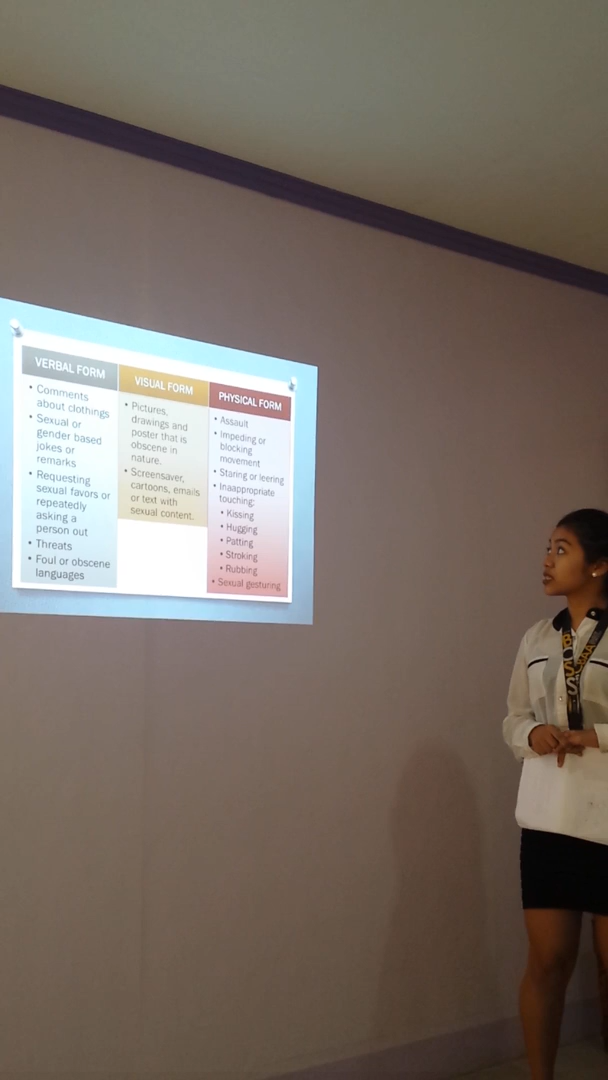 VERBAL FORM
• Comments
about clothings
• Sexual or
gender based
jokes or
remarks
• Requesting
sexual favors or
repeatedly
asking a
person out
• Threats
• Foul or obscene
languages
VISUAL FORM
• Pictures,
drawings and
poster that is
obscene in
nature.
• Screensaver,
cartoons, emails
or text with
sexual content.
PHYSICAL FORM
• Assault
• Impeding or
blocking
movement
• Staring or leering
• Inaappropriate
touching:
• Kissing
• Hugging
• Patting
• Stroking
• Rubbing
• Sexual gesturing